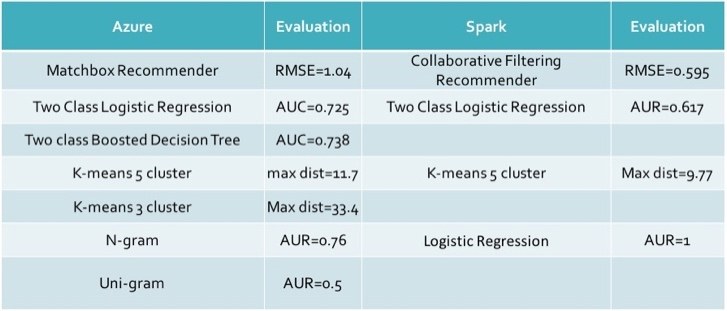 Azure Evaluation Spark Evaluation
Matchbox Recommender RMSE=1.04 Collaborative Filtering
Recommender RMSE=0.595
Two Class Logistic Regression AUC=0.725 Two Class Logistic Regression AUR=0.617
Two class Boosted Decision Tree AUC=0.738
K-means 5 cluster max dist=11.7 K-means 5 cluster Max dist=9.77
K-means 3 cluster Max dist=33.4
N-gram AUR=0.76 Logistic Regression AUR=1
Uni-gram AUR=0.5